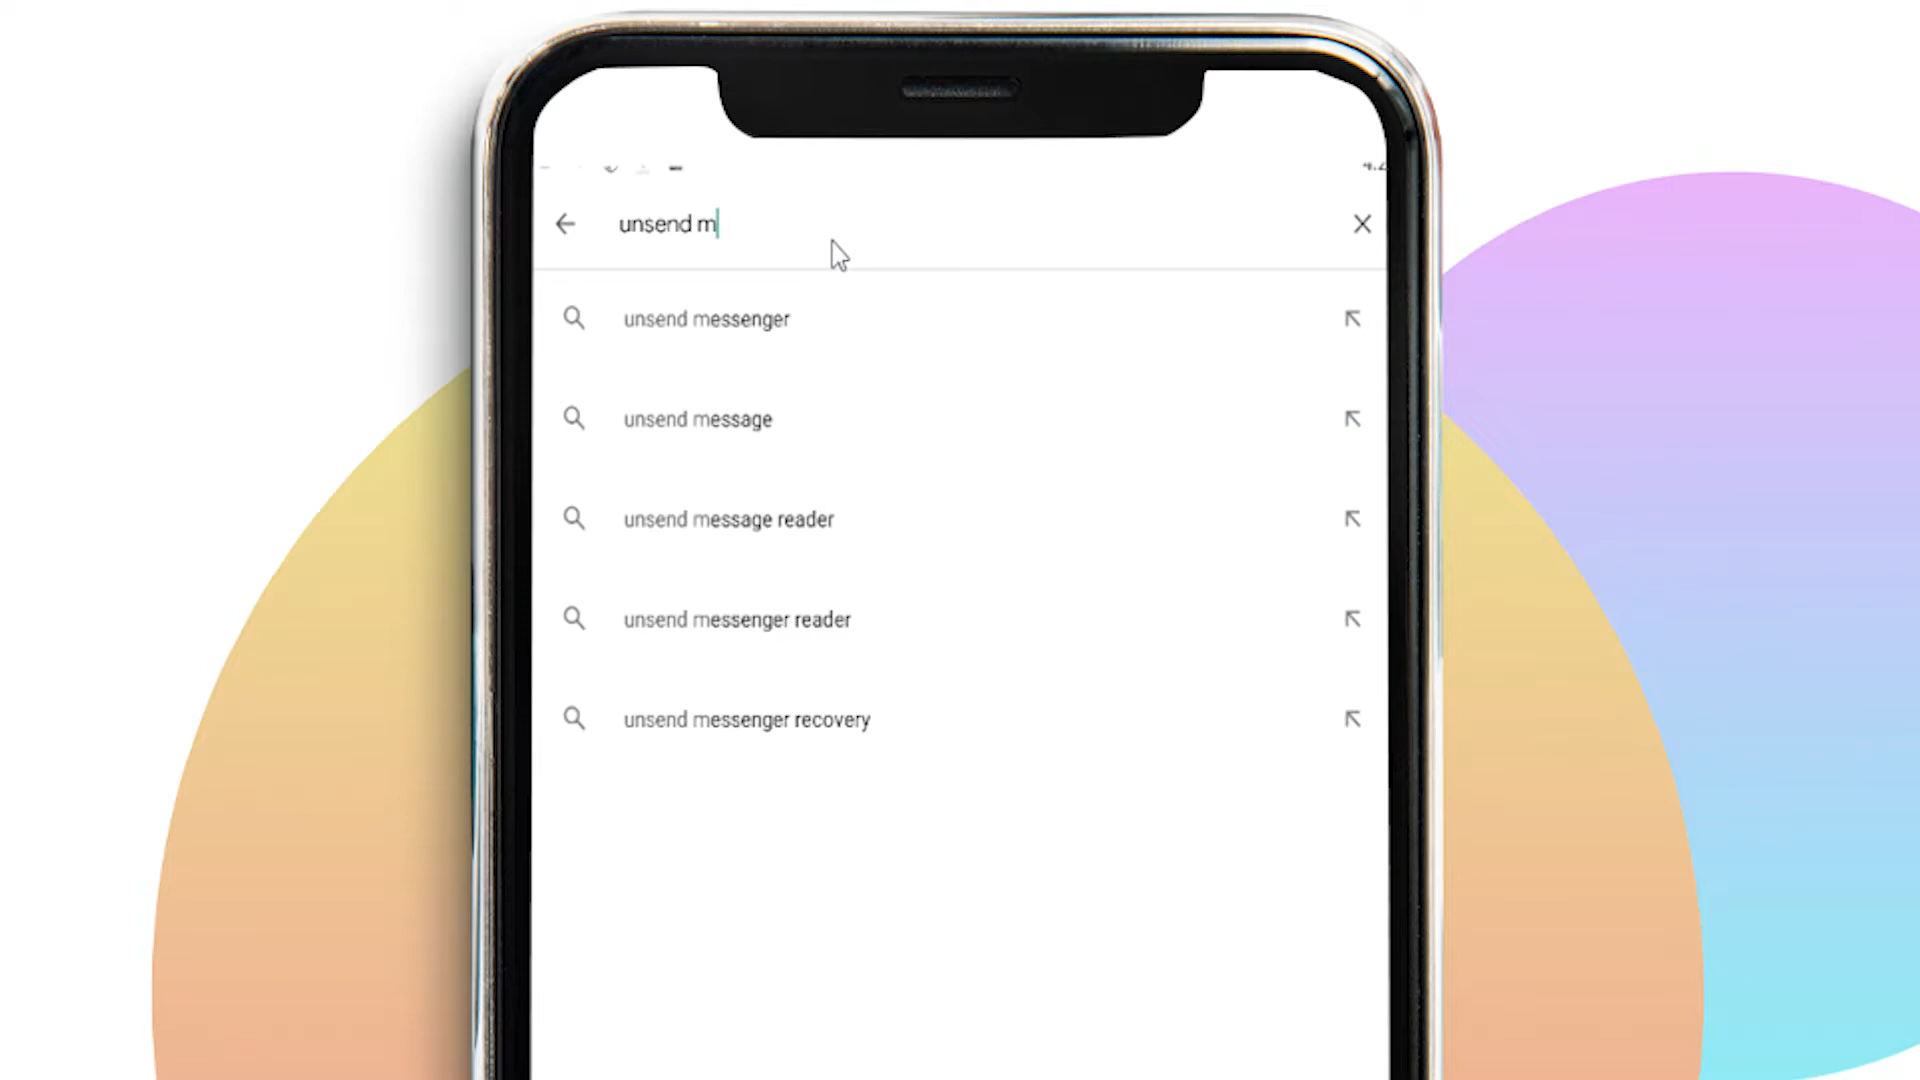 unsend m
unsend messenger
unsend message
unsend message reader
unsend messenger reader
unsend messenger recovery